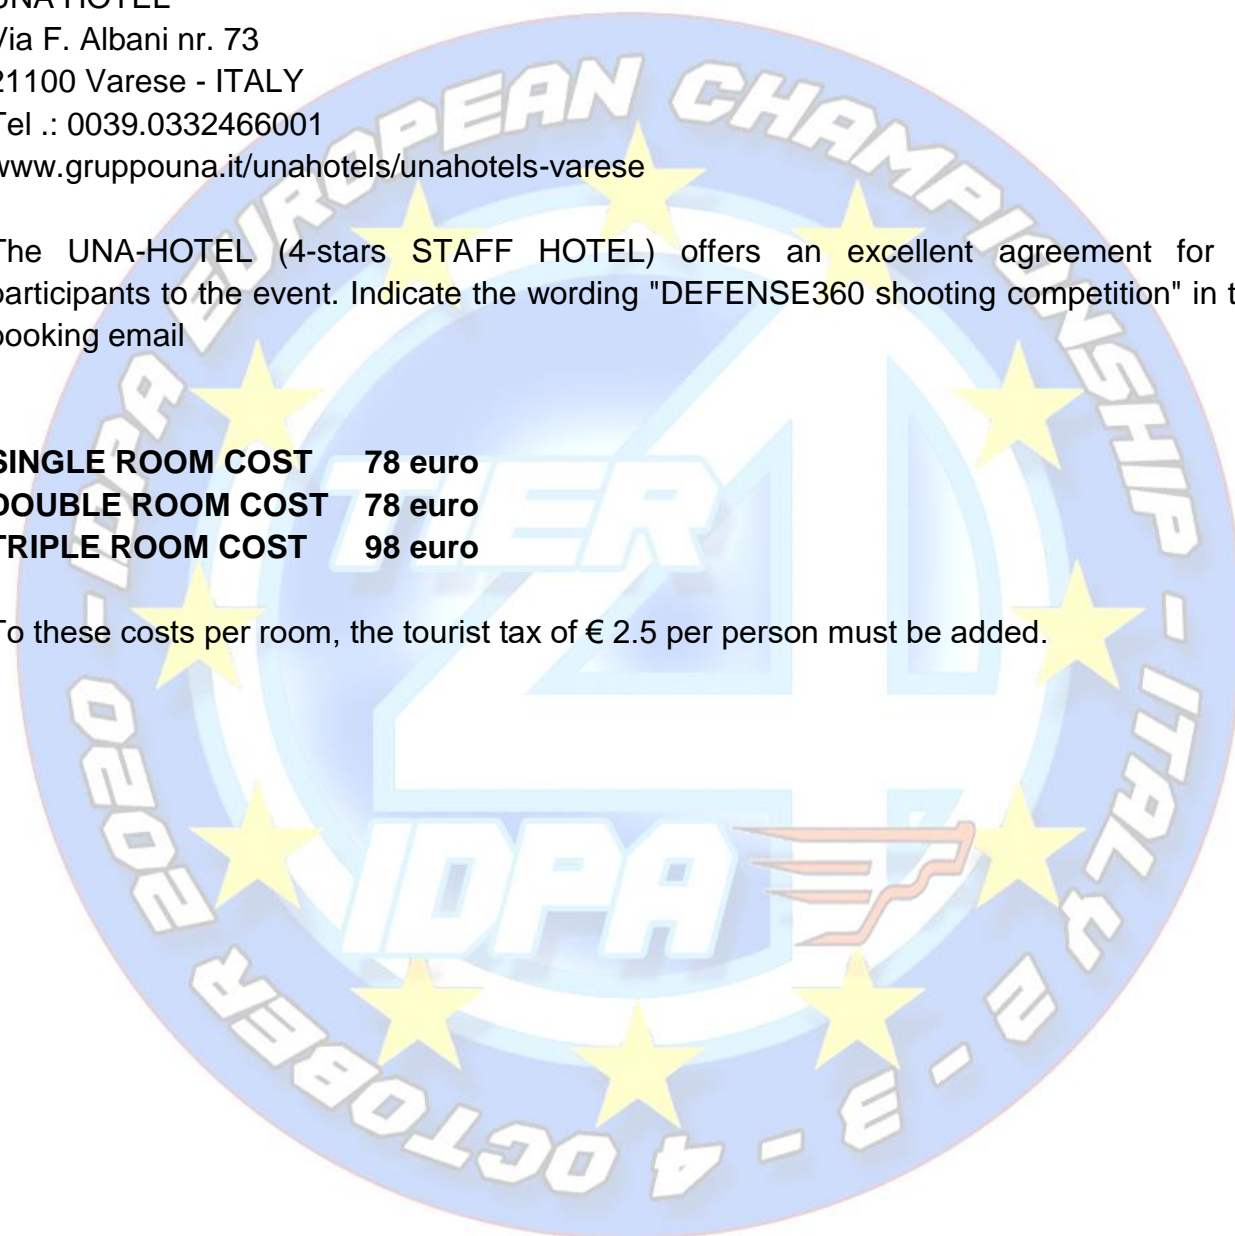 UNA HOTEL
Via F. Albani nr. 73
21100 Varese - ITALY
Tel .: 0039.0332466001
www.gruppouna.it/unahotels/unahotels-varese
The UNA-HOTEL (4-stars STAFF HOTEL) offers an excellent agreement for
participants to the event. Indicate the wording "DEFENSE360 shooting competition" in t
booking email
SINGLE ROOM COST 78 euro
DOUBLE ROOM COST 78 euro
TRIPLE ROOM COST 98 euro
To these costs per room, the tourist tax of € 2.5 per person must be added.
IDPA EUROPEAN CHAMPIONSHIP - ITALY 2 - 3 - 4 OCTOBER 2020 -
TIER
4
IDPA